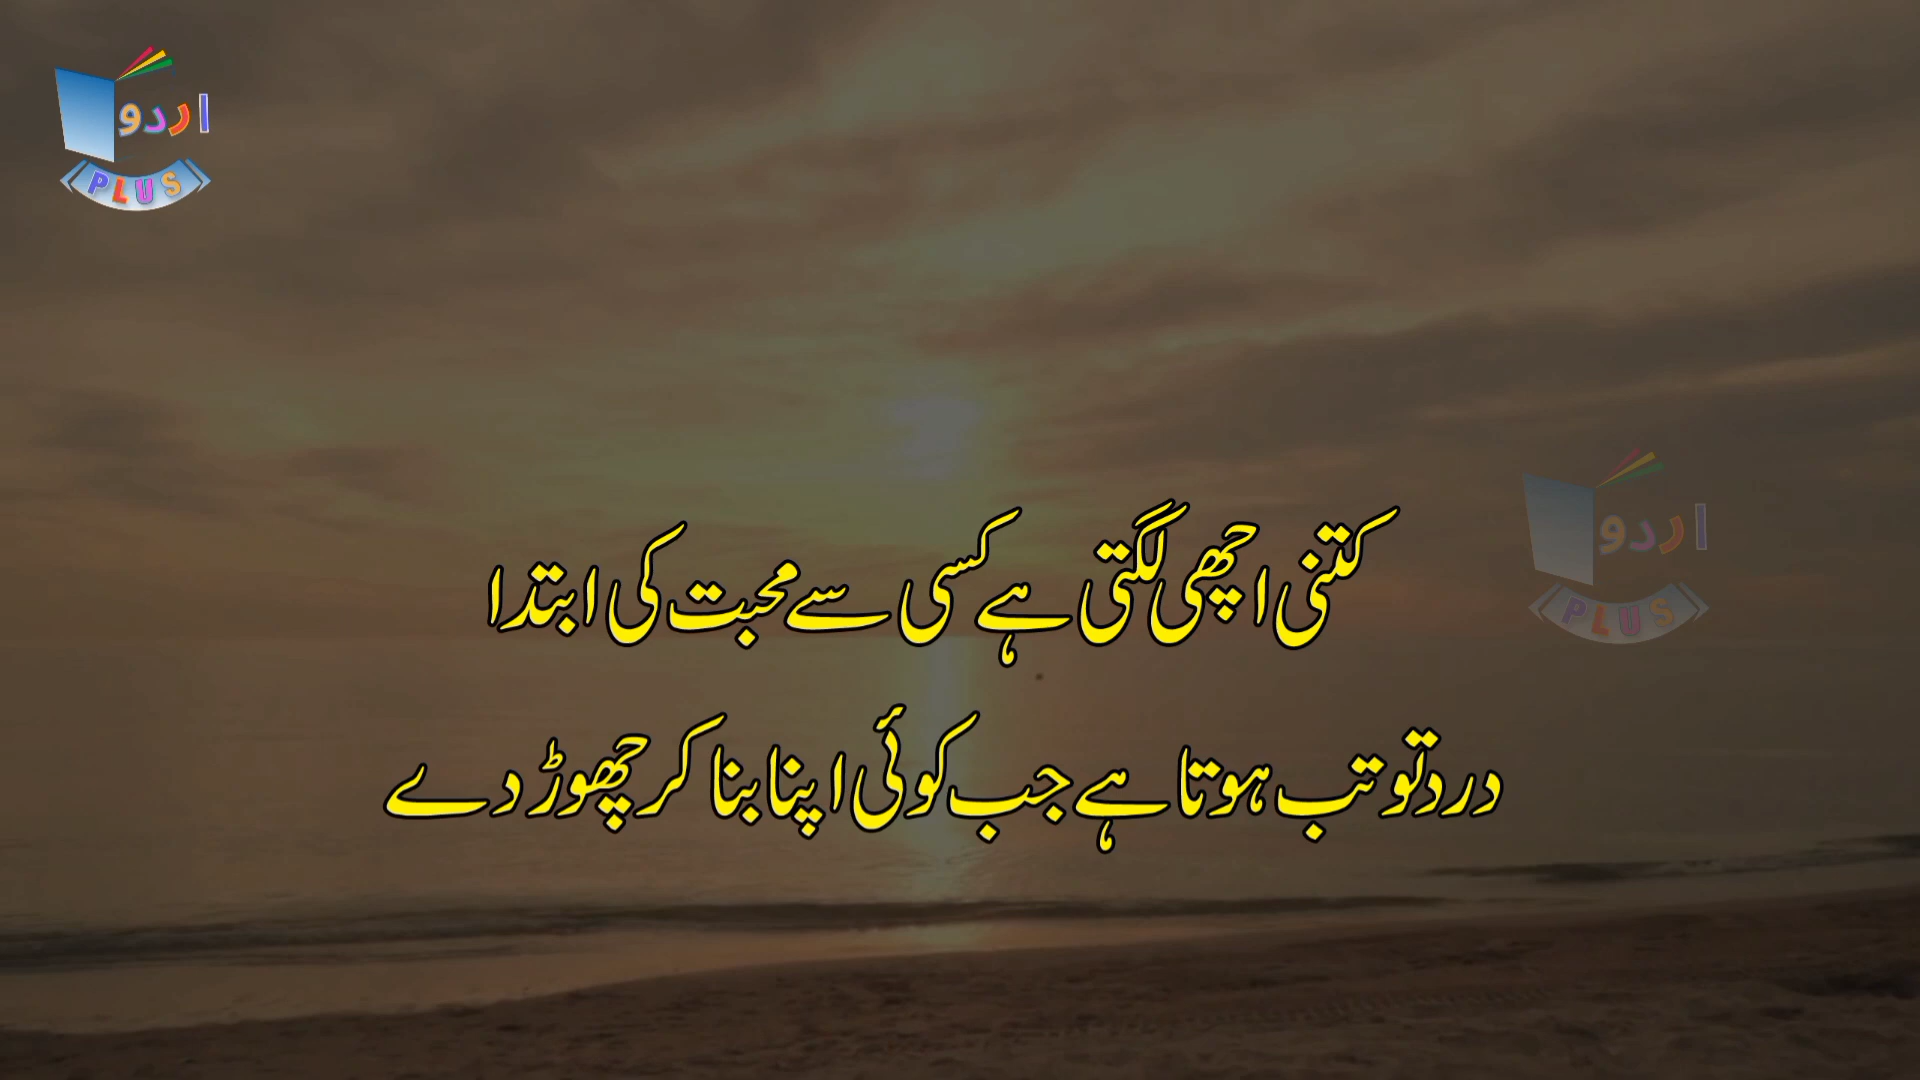 اردو
PLUS
کتنی اچھی لگتی ہے کسی سے محبت کی ابتدا
اردو
PLUS
درد تو تب ہوتا ہے جب کوئی اپنا بنا کر چھوڑ دے